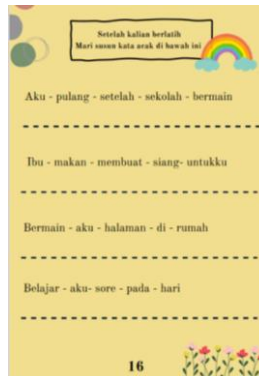 Setelah kalian berlatih
Mari susun kata acak di bawah ini
Aku - pulang - setelah - sekolah - bermain
Ibu - makan - membuat - siang- untukku
Bermain - aku - halaman - di - rumah
Belajar - aku- sore - pada - hari
16